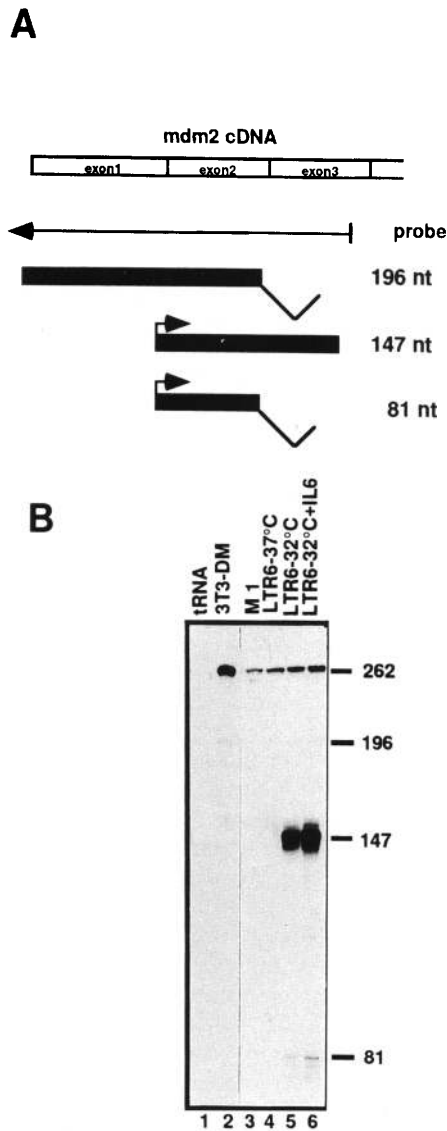 A
mdm2 cDNA
exon1 exon2 exon3
probe
196 nt
147 nt
81 nt
B
tRNA
3T3-DM
M 1
LTR6-37°C
LTR6-32°C
LTR6-32°C+IL6
262
196
147
81
1 2 3 4 5 6